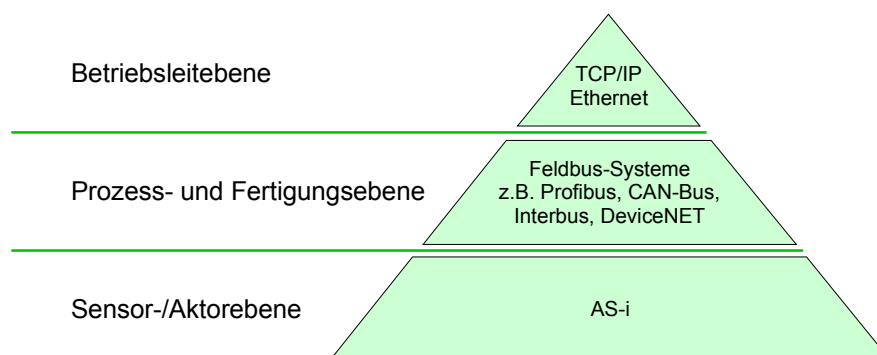 Betriebsleitebene
TCP/IP
Ethernet
Prozess- und Fertigungsebene
Feldbus-Systeme
z.B. Profibus, CAN-Bus,
Interbus, DeviceNET
Sensor-/Aktorebene
AS-i